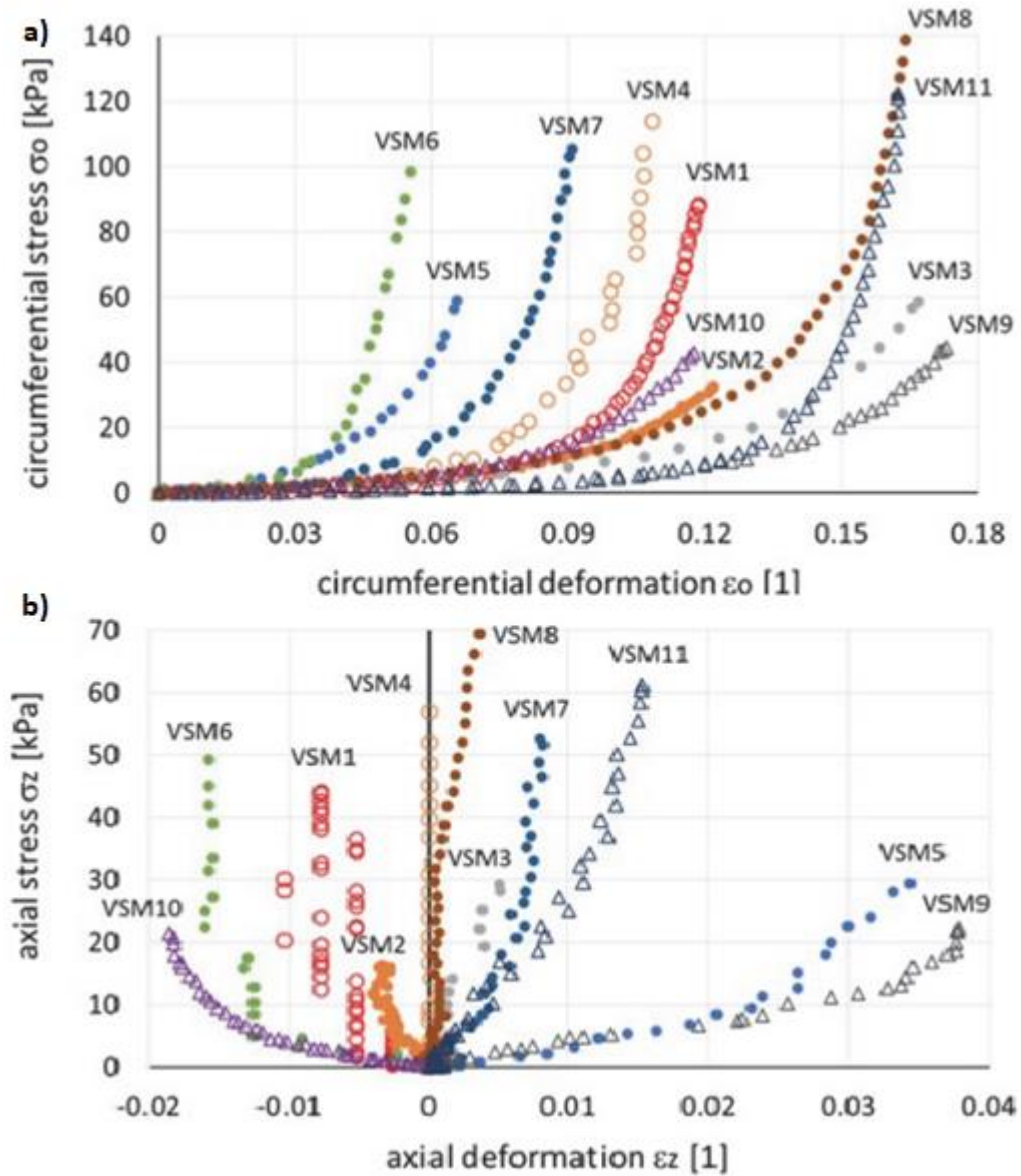 a)
circumferential stress σo [kPa]
140
120
100
80
60
40
20
0
VSM8
VSM11
VSM4
VSM7
VSM6
VSM1
VSM5
VSM3
VSM10
VSM9
VSM2
0 0.03 0.06 0.09 0.12 0.15 0.18
circumferential deformation εo [1]
b)
axial stress σz [kPa]
70
60
50
40
30
20
10
0
VSM8
VSM11
VSM4
VSM7
VSM6
VSM1
VSM3
VSM5
VSM10
VSM9
VSM2
-0.02 -0.01 0 0.01 0.02 0.03 0.04
axial deformation εz [1]